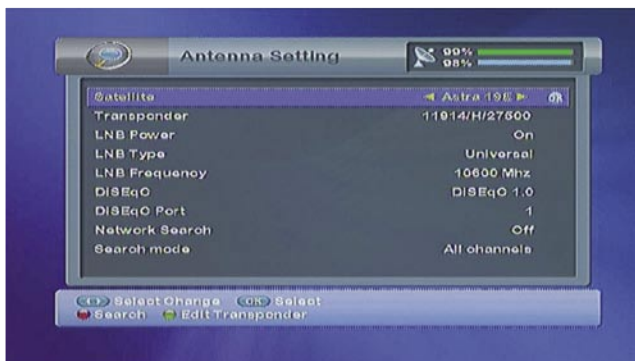 Antenna Setting
99%
98%
Satellite Astra 19E OK
Transponder 11914/H/27500
LNB Power On
LNB Type Universal
LNB Frequency 10600 Mhz
DiSEqC DiSEqC 1.0
DiSEqC Port 1
Network Search Off
Search mode All channels
Select Change OK Select
Search Edit Transponder